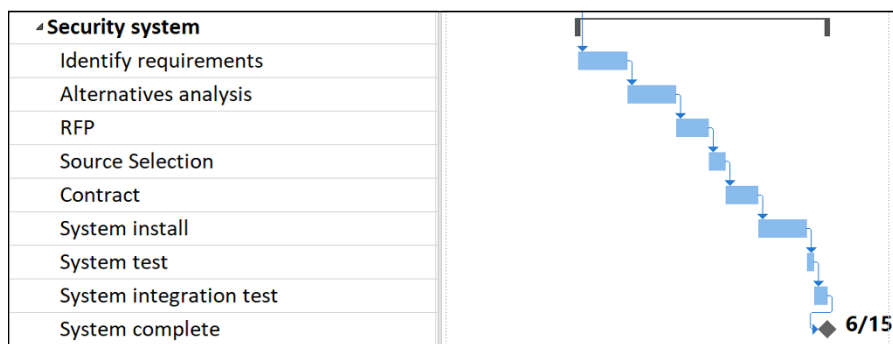 Security system
Identify requirements
Alternatives analysis
RFP
Source Selection
Contract
System install
System test
System integration test
System complete
6/15